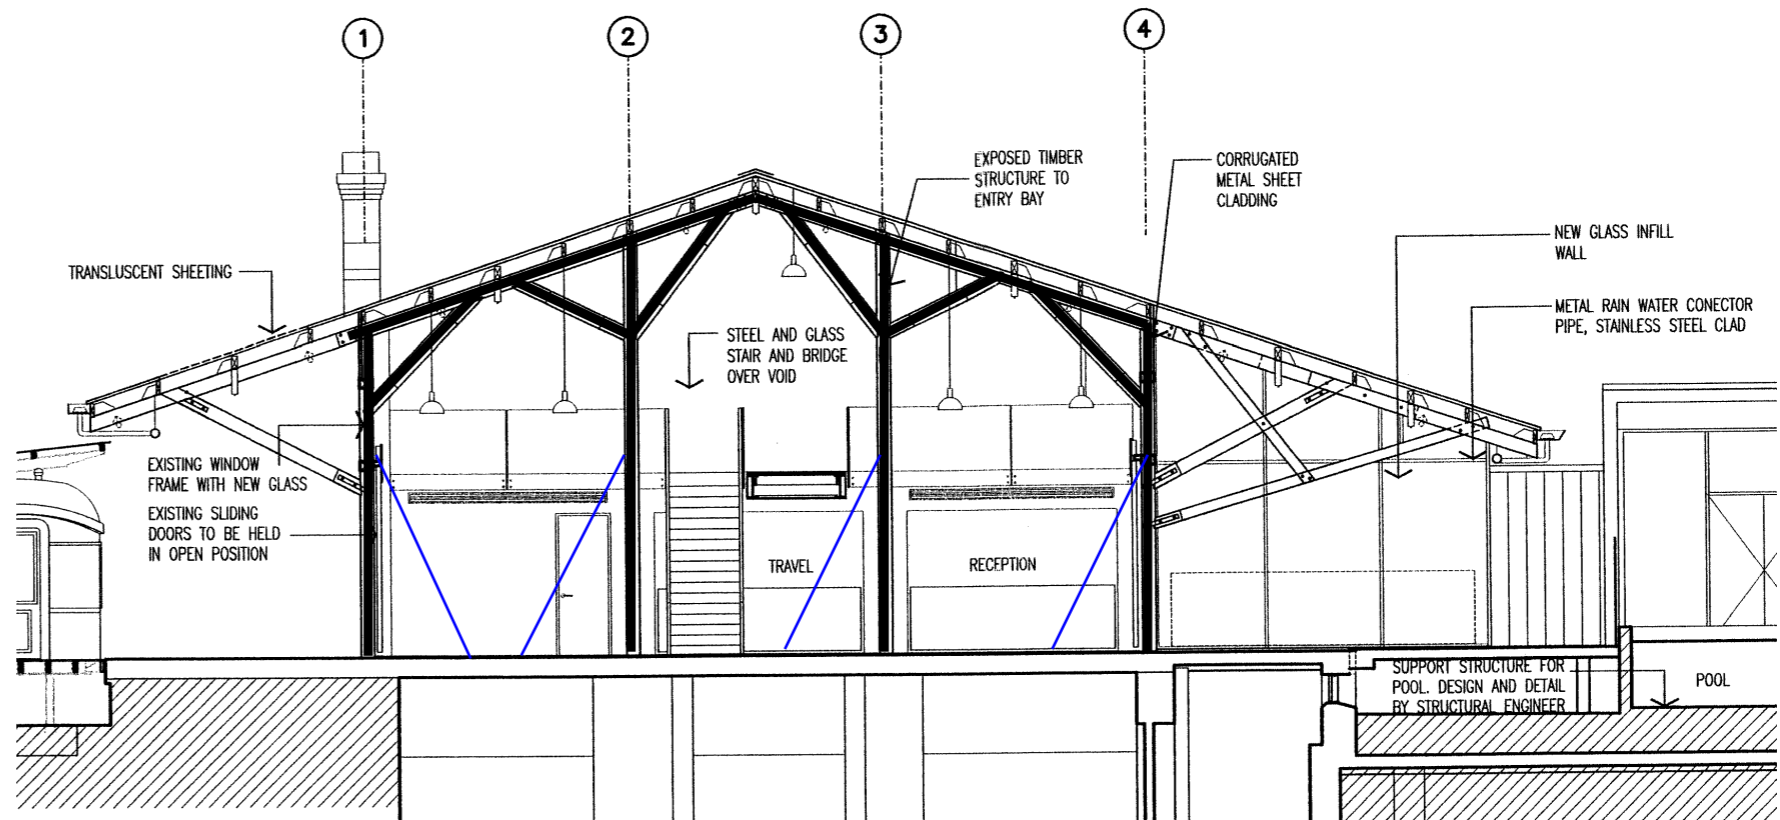 1
2
3
4
EXPOSED TIMBER
STRUCTURE TO
ENTRY BAY
CORRUGATED
METAL SHEET
CLADDING
NEW GLASS INFILL
WALL
TRANSLUSCENT SHEETING
METAL RAIN WATER CONECTOR
PIPE, STAINLESS STEEL CLAD
STEEL AND GLASS
STAIR AND BRIDGE
OVER VOID
EXISTING WINDOW
FRAME WITH NEW GLASS
EXISTING SLIDING
DOORS TO BE HELD
IN OPEN POSITION
TRAVEL
RECEPTION
SUPPORT STRUCTURE FOR
POOL. DESIGN AND DETAIL
BY STRUCTURAL ENGINEER
POOL